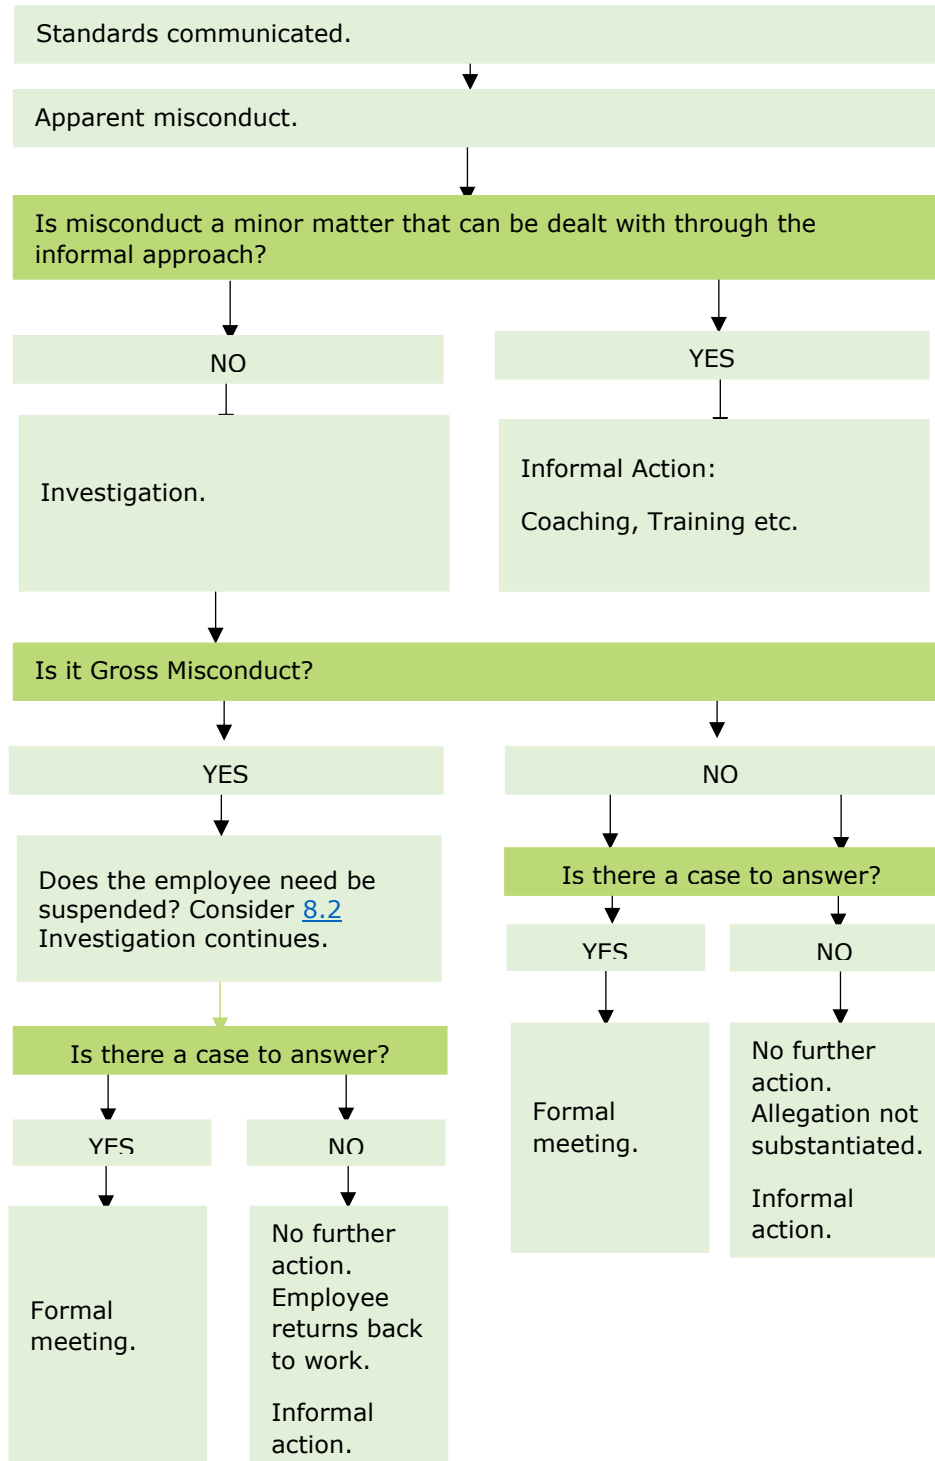 Standards communicated.
Apparent misconduct.
Is misconduct a minor matter that can be dealt with through the
informal approach?
NO
YES
Investigation.
Informal Action:
Coaching, Training etc.
Is it Gross Misconduct?
YES
NO
Does the employee need be
suspended? Consider 8.2
Investigation continues.
Is there a case to answer?
YES
NO
Formal
meeting.
No further
action.
Allegation not
substantiated.
Informal
action.
Is there a case to answer?
YES
NO
Formal
meeting.
No further
action.
Employee
returns back
to work.
Informal
action.